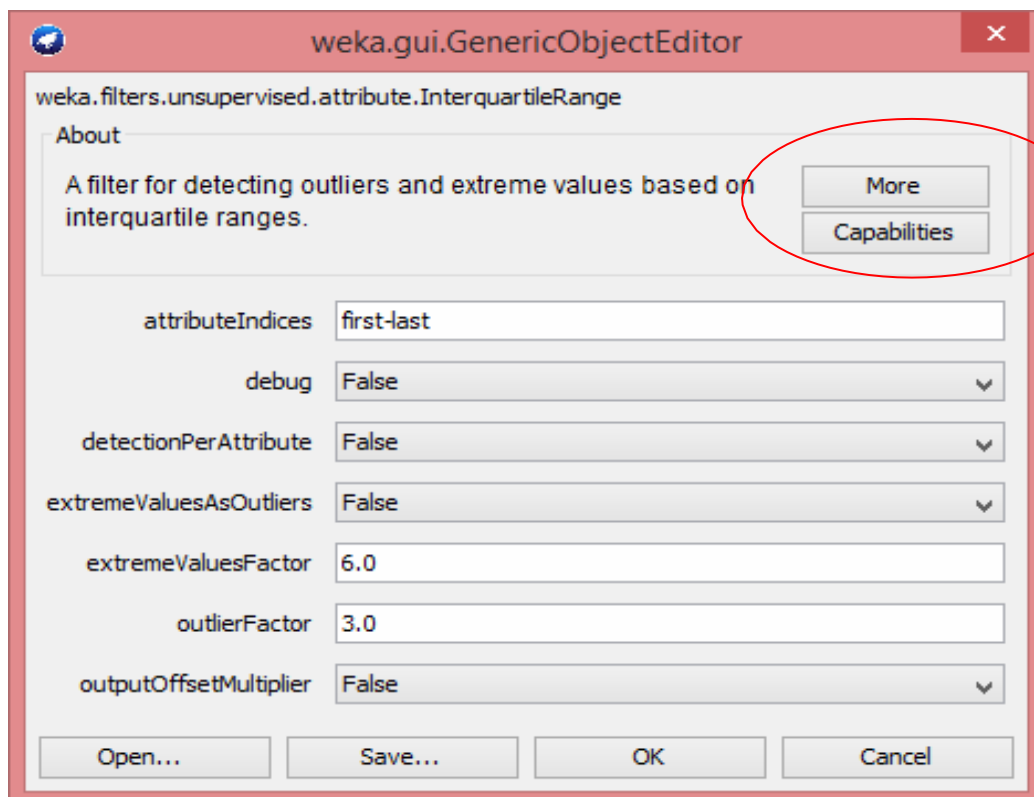 weka.gui.GenericObjectEditor
weka.filters.unsupervised.attribute.InterquartileRange
About
A filter for detecting outliers and extreme values based on
interquartile ranges.
More
Capabilities
attributeIndices first-last
debug False
detectionPerAttribute False
extremeValuesAsOutliers False
extremeValuesFactor 6.0
outlierFactor 3.0
outputOffsetMultiplier False
Open... Save... OK Cancel